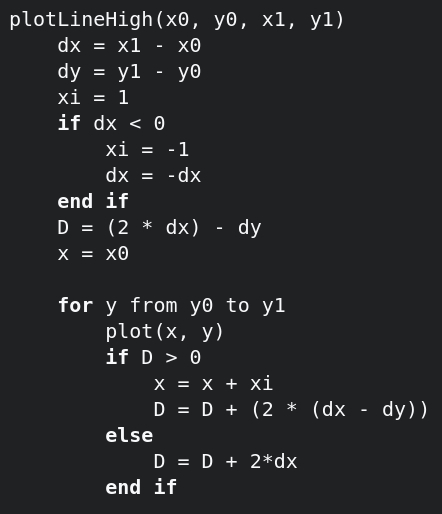 plotLineHigh(x0, y0, x1, y1)
    dx = x1 - x0
    dy = y1 - y0
    xi = 1
    if dx < 0
        xi = -1
        dx = -dx
    end if
    D = (2 * dx) - dy
    x = x0

    for y from y0 to y1
        plot(x, y)
        if D > 0
            x = x + xi
            D = D + (2 * (dx - dy))
        else
            D = D + 2*dx
        end if